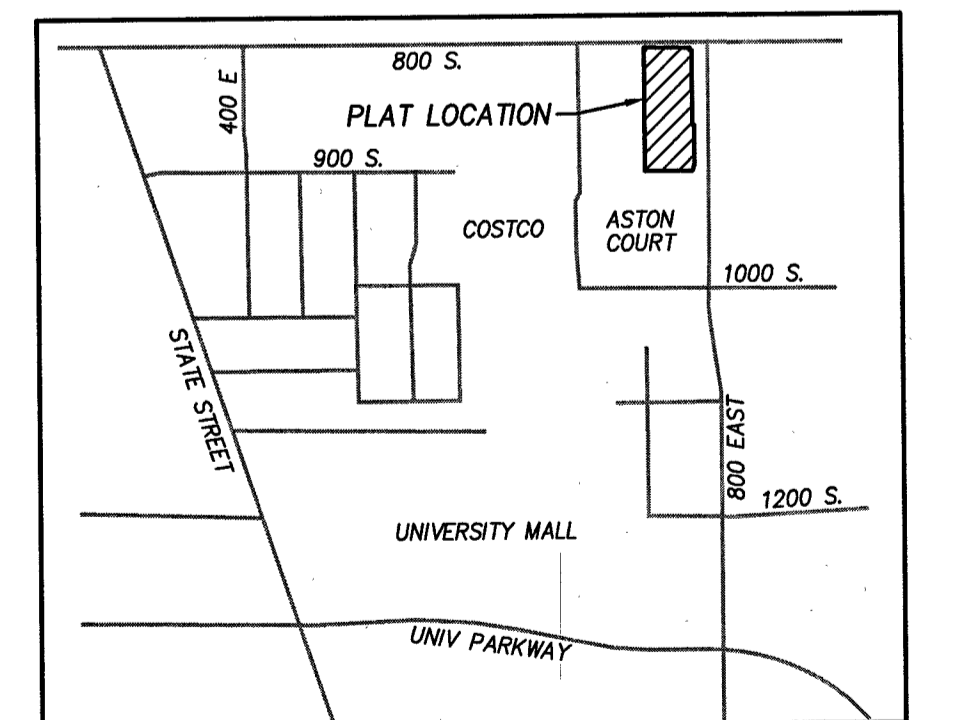 800 S.
400 E
PLAT LOCATION
900 S.
COSTCO
ASTON
COURT
1000 S.
STATE STREET
800 EAST
1200 S.
UNIVERSITY MALL
UNIV PARKWAY